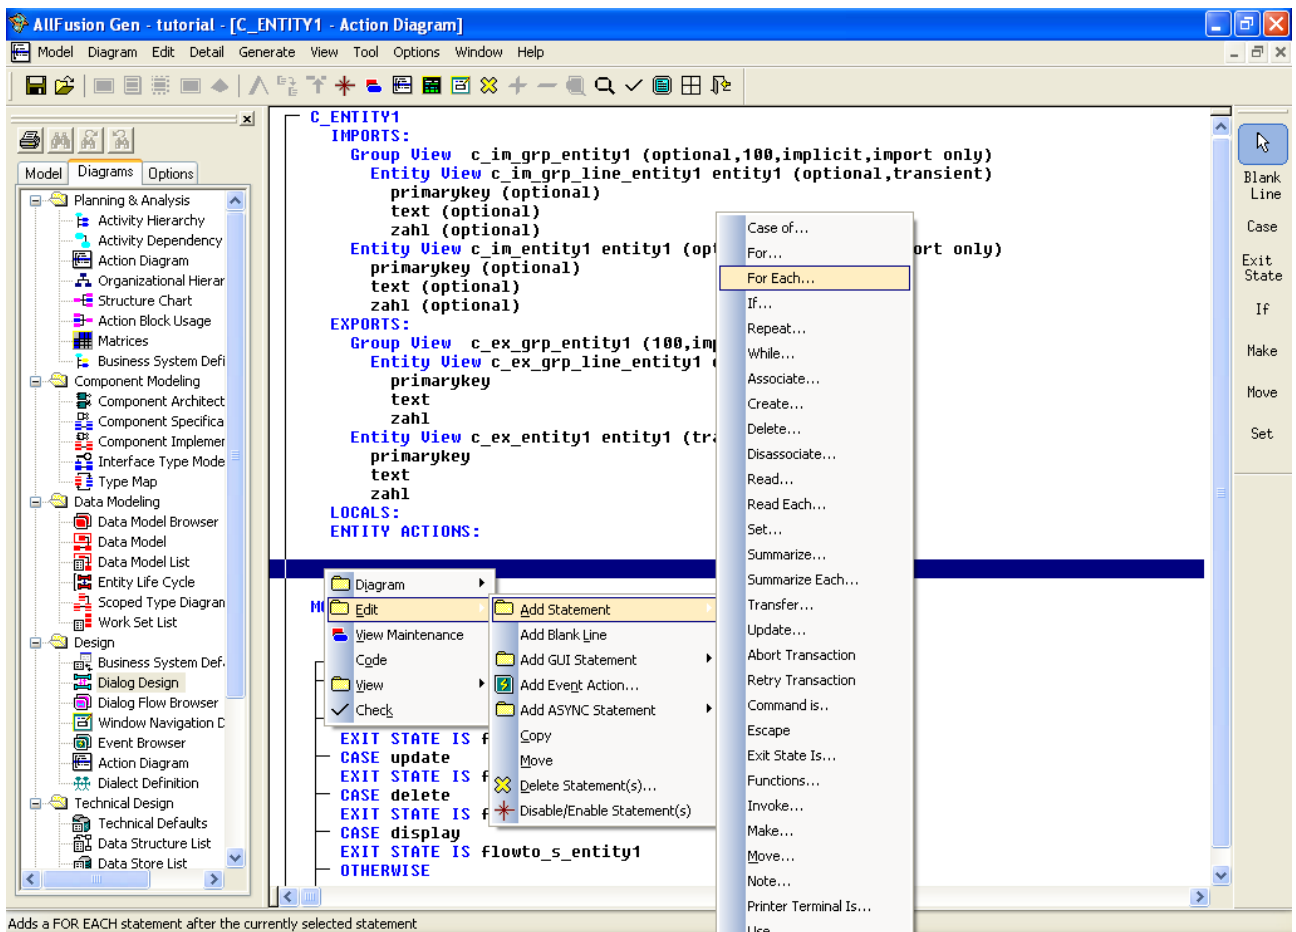 AllFusion Gen - tutorial - [C_ENTITY1 - Action Diagram]
Model Diagram Edit Detail Generate View Tool Options Window Help
Model Diagrams Options
Planning & Analysis
Activity Hierarchy
Activity Dependency
Action Diagram
Organizational Hierar
Structure Chart
Action Block Usage
Matrices
Business System Defi
Component Modeling
Component Architect
Component Specifica
Component Implemer
Interface Type Mode
Type Map
Data Modeling
Data Model Browser
Data Model
Data Model List
Entity Life Cycle
Scoped Type Diagran
Work Set List
Design
Business System Def
Dialog Design
Dialog Flow Browser
Window Navigation D
Event Browser
Action Diagram
Dialect Definition
Technical Design
Technical Defaults
Data Structure List
Data Store List
C_ENTITY1
IMPORTS:
Group View c_im_grp_entity1 (optional,100,implicit,import only)
Entity View c_im_grp_line_entity1 entity1 (optional,transient)
primarykey (optional)
text (optional)
zahl (optional)
Entity View c_im_entity1 entity1 (opt ort only)
primarykey (optional)
text (optional)
zahl (optional)
EXPORTS:
Group View c_ex_grp_entity1 (100,imp
Entity View c_ex_grp_line_entity1
primarykey
text
zahl
Entity View c_ex_entity1 entity1 (tra
primarykey
text
zahl
LOCALS:
ENTITY ACTIONS:
EXIT STATE IS f
CASE update
EXIT STATE IS f
CASE delete
EXIT STATE IS f
CASE display
EXIT STATE IS flowto_s_entity1
OTHERWISE
Diagram
Edit
View Maintenance
Code
View
Check
Add Statement
Add Blank Line
Add GUI Statement
Add Event Action...
Add ASYNC Statement
Copy
Move
Delete Statement(s)...
Disable/Enable Statement(s)
Case of...
For...
For Each...
If...
Repeat...
While...
Associate...
Create...
Delete...
Disassociate...
Read...
Read Each...
Set...
Summarize...
Summarize Each...
Transfer...
Update...
Abort Transaction
Retry Transaction
Command is..
Escape
Exit State Is...
Functions...
Invoke...
Make...
Move...
Note...
Printer Terminal Is...
Use
Blank
Line
Case
Exit
State
If
Make
Move
Set
Adds a FOR EACH statement after the currently selected statement